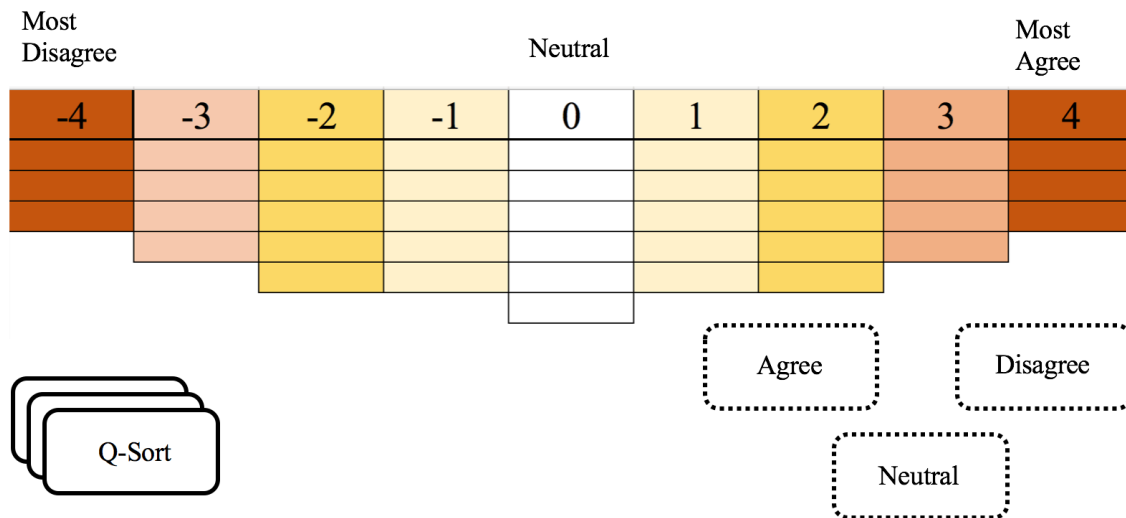 Most
Disagree
Neutral
Most
Agree
-4 -3 -2 -1 0 1 2 3 4
Agree
Disagree
Q-Sort
Neutral